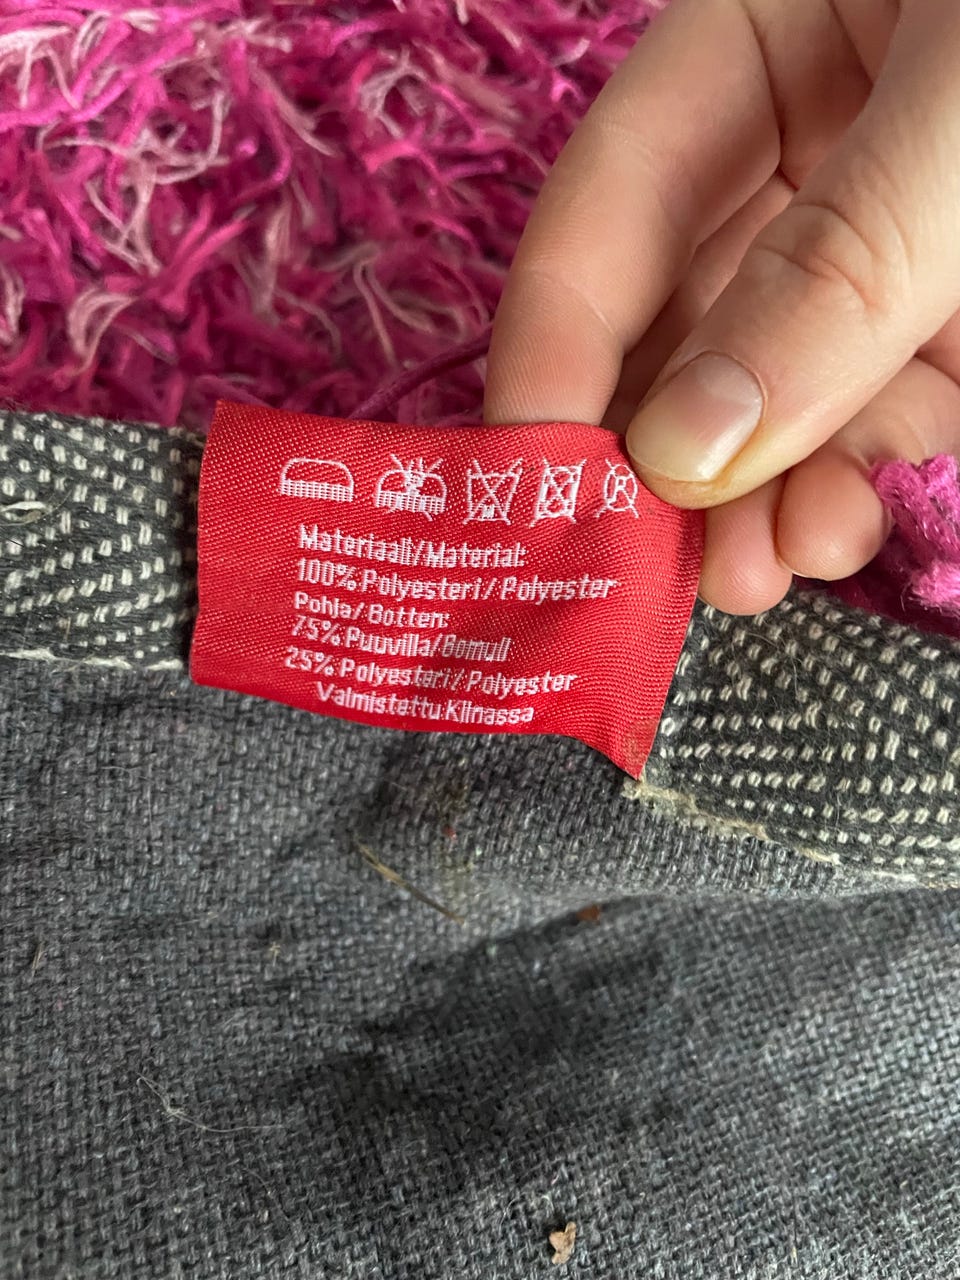 Materiaali/Material:
100% Polyesteri/Polyester
Pohja/Botten:
75% Puuvilla/Bomull
25% Polyesteri/Polyester
Valmistettu Kiinassa